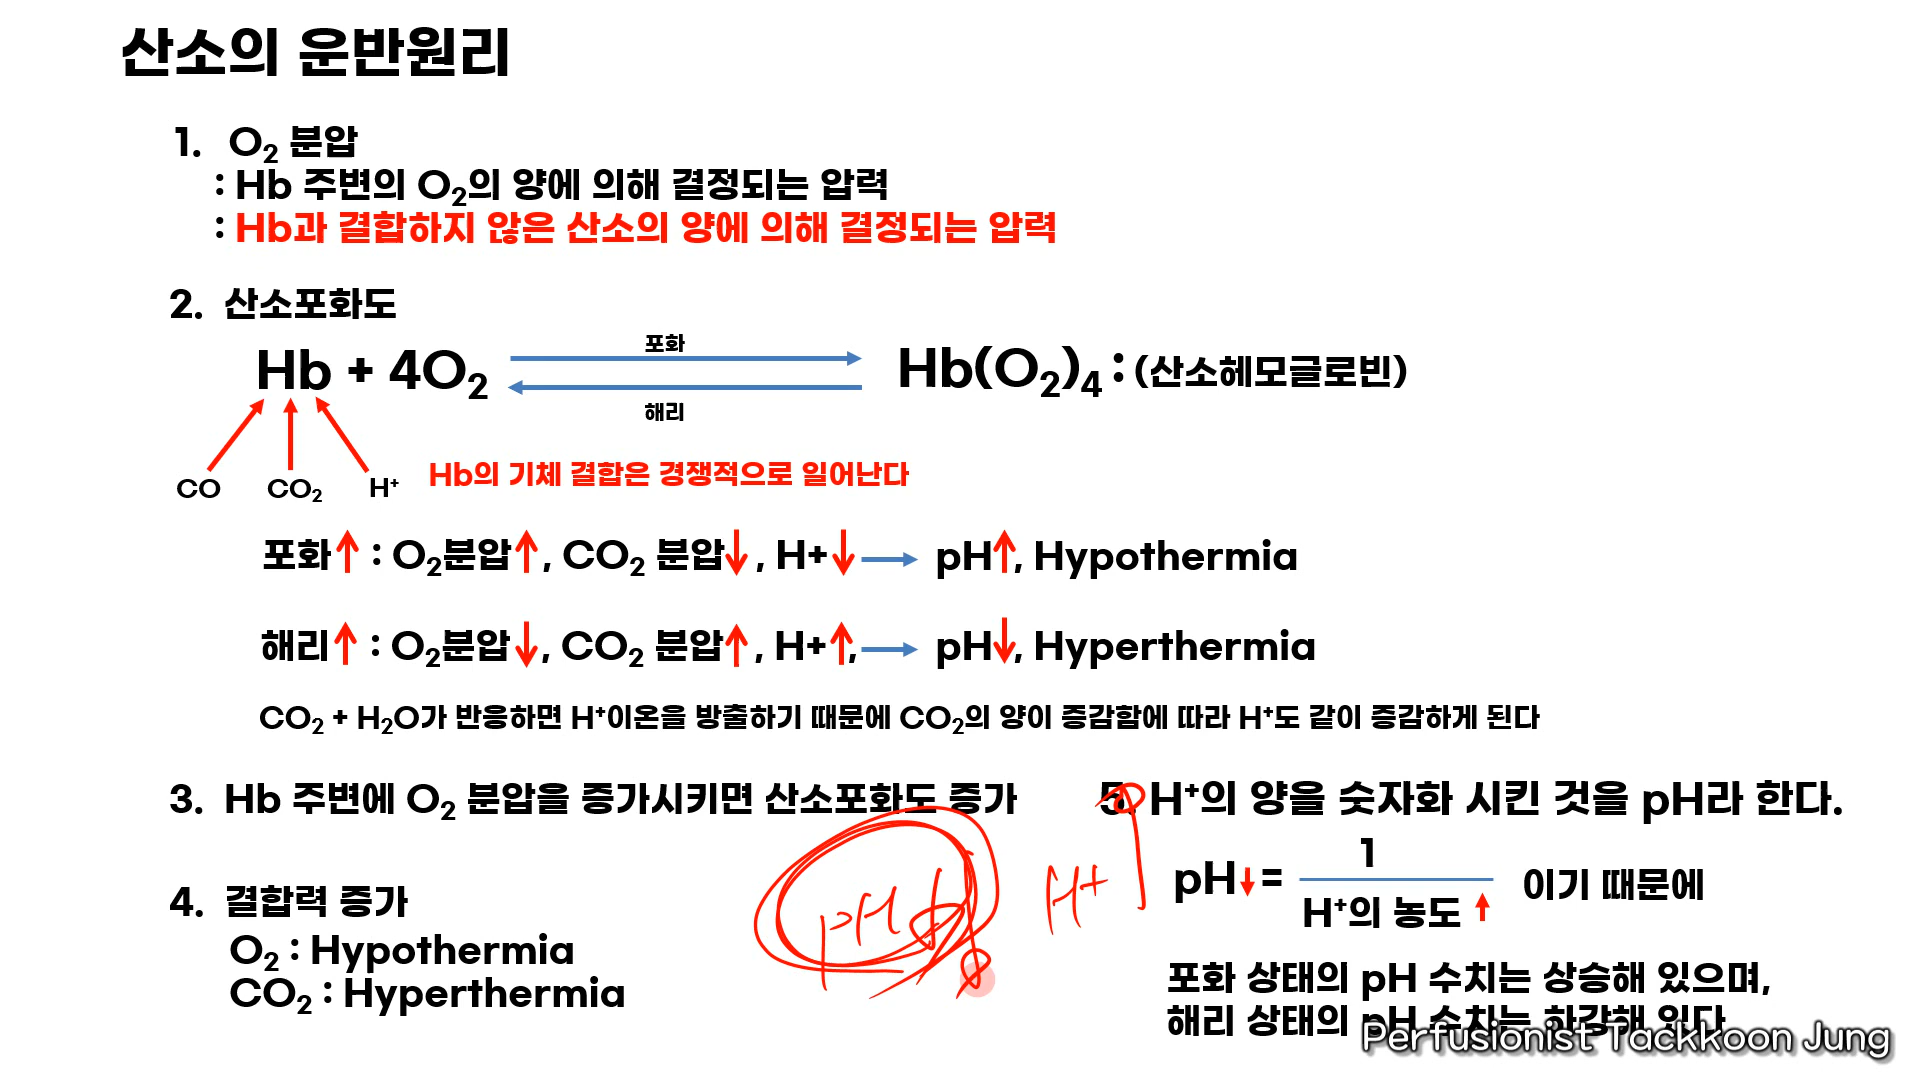 산소의 운반원리
1. O₂ 분압
: Hb 주변의 O₂의 양에 의해 결정되는 압력
: Hb과 결합하지 않은 산소의 양에 의해 결정되는 압력
2. 산소포화도
Hb + 4O₂ 포화 해리 Hb(O₂)₄ : (산소헤모글로빈)
CO CO₂ H⁺ Hb의 기체 결합은 경쟁적으로 일어난다
포화↑ : O₂분압↑, CO₂ 분압↓, H+↓→ pH↑, Hypothermia
해리↑ : O₂분압↓, CO₂ 분압↑, H+↑,→ pH↓, Hyperthermia
CO₂ + H₂O가 반응하면 H⁺이온을 방출하기 때문에 CO₂의 양이 증감함에 따라 H⁺도 같이 증감하게 된다
3. Hb 주변에 O₂ 분압을 증가시키면 산소포화도 증가
4. 결합력 증가
O₂ : Hypothermia
CO₂ : Hyperthermia
pH↓
H+↑
5. H⁺의 양을 숫자화 시킨 것을 pH라 한다.
pH↓ = 1 / H⁺의 농도↑ 이기 때문에
포화 상태의 pH 수치는 상승해 있으며,
해리 상태의 pH 수치는 하강해 있다
Perfusionist Tackkoon Jung